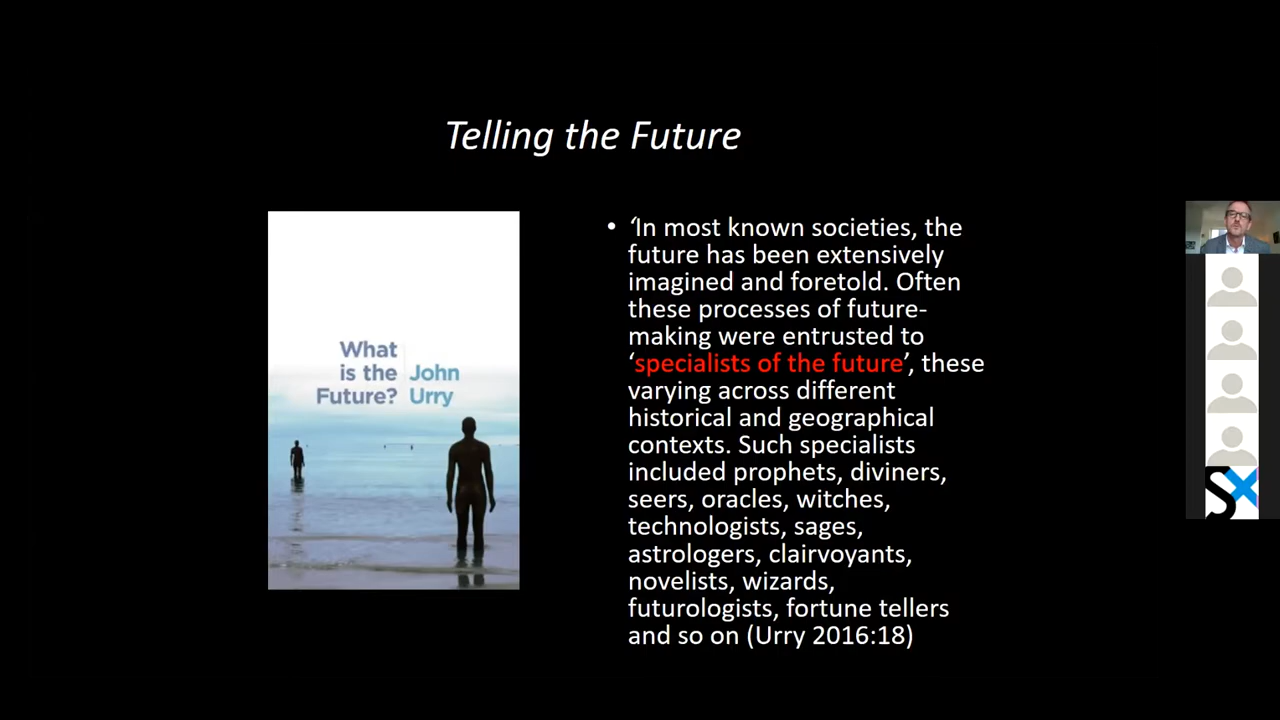 Telling the Future
What
is the
Future?
John
Urry
• ‘In most known societies, the
future has been extensively
imagined and foretold. Often
these processes of future-
making were entrusted to
‘specialists of the future’, these
varying across different
historical and geographical
contexts. Such specialists
included prophets, diviners,
seers, oracles, witches,
technologists, sages,
astrologers, clairvoyants,
novelists, wizards,
futurologists, fortune tellers
and so on (Urry 2016:18)
SX